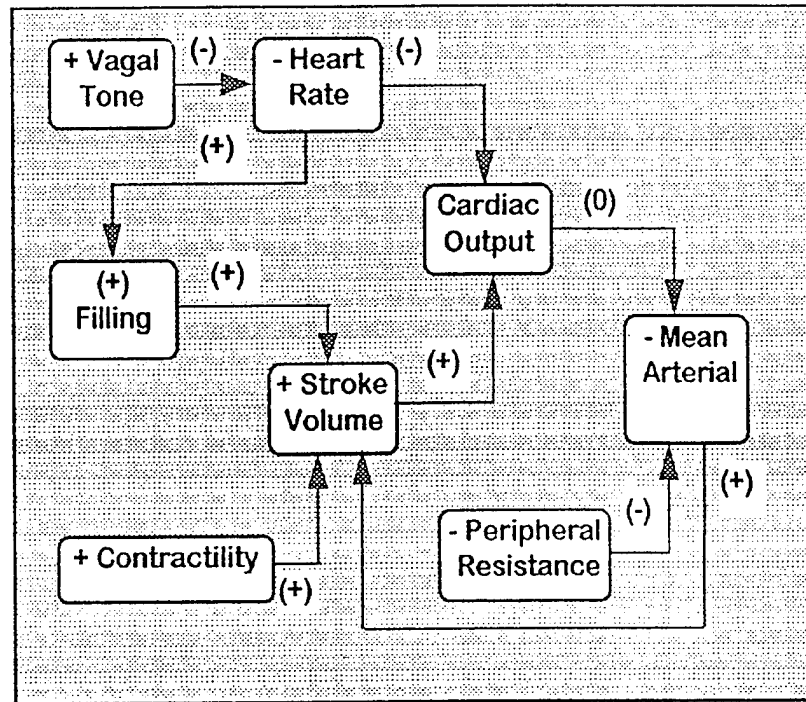 + Vagal
Tone
(-)
- Heart
Rate
(-)
(+)
(+)
Filling
(+)
Cardiac
Output
(0)
- Mean
Arterial
+ Stroke
Volume
(+)
+ Contractility
(+)
- Peripheral
Resistance
(-)
(+)